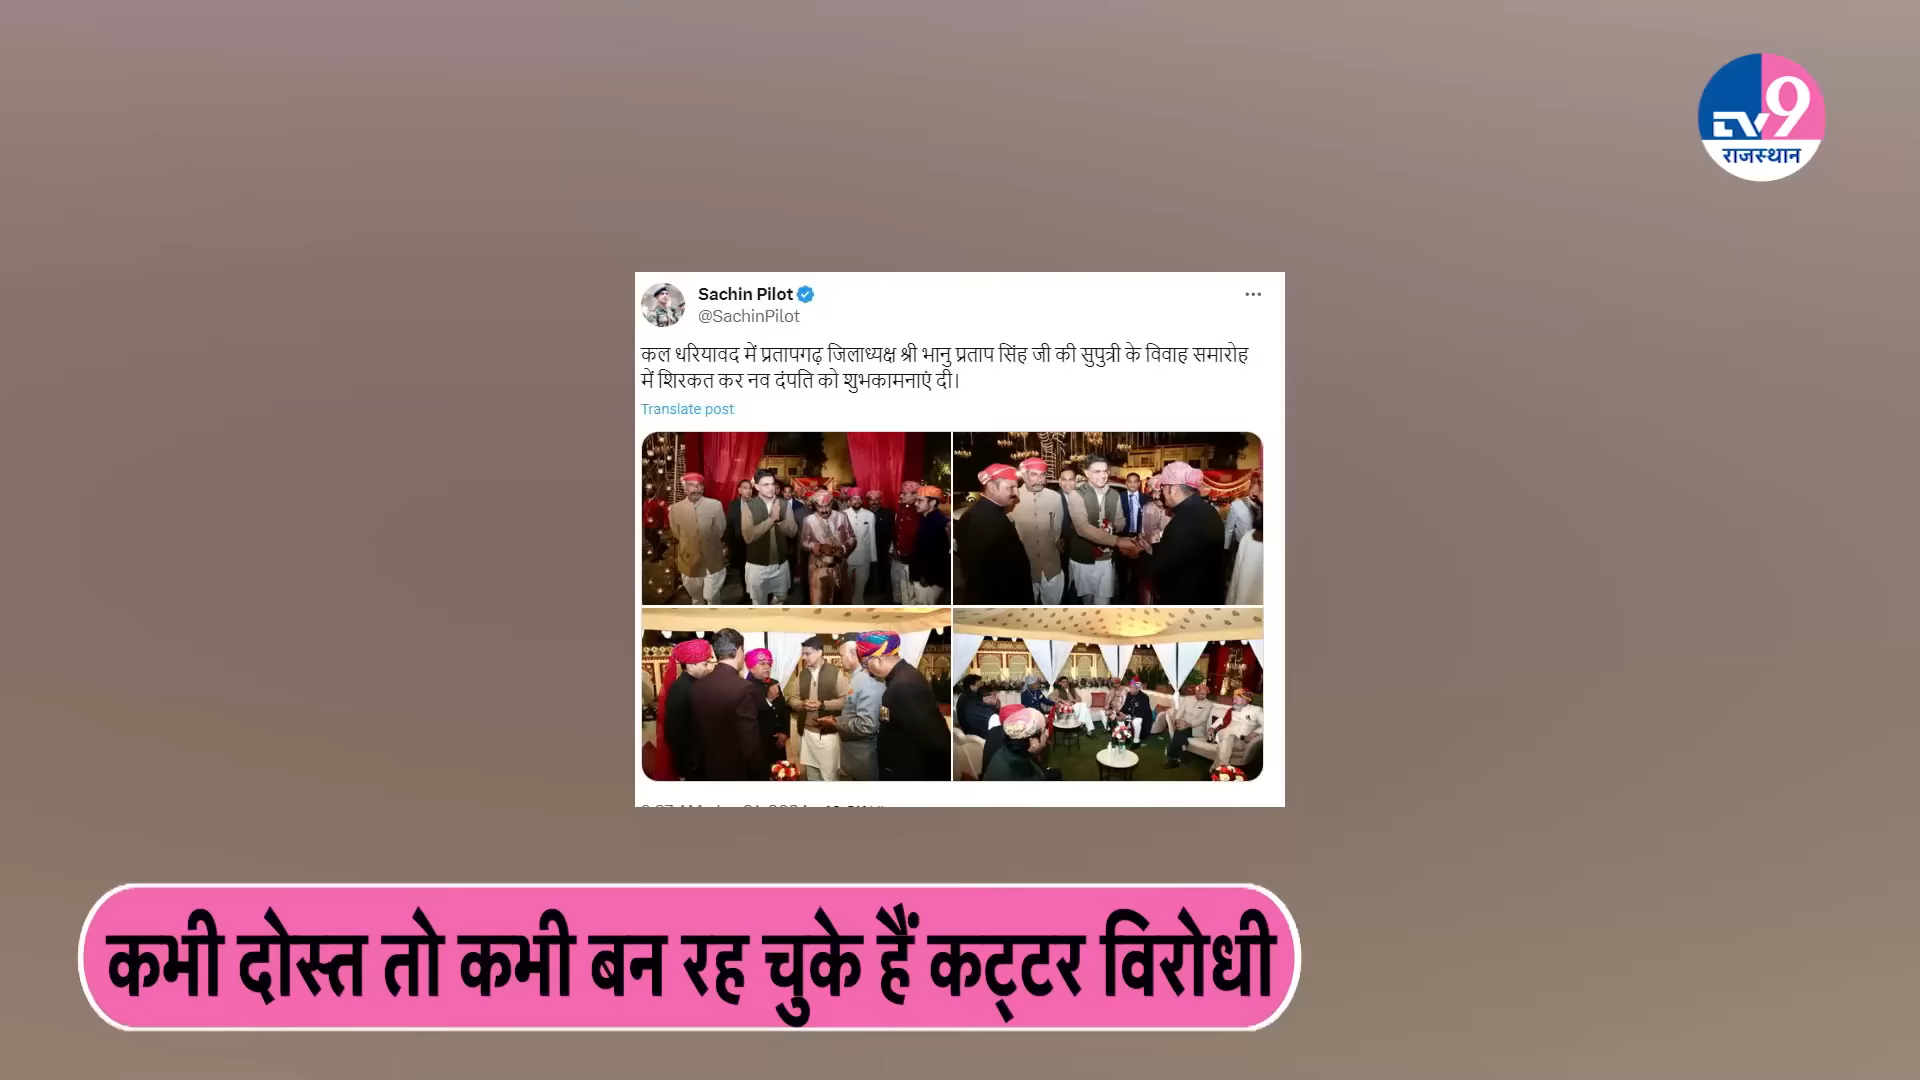 TV9
राजस्थान
Sachin Pilot
@SachinPilot
कल धरियावद में प्रतापगढ़ जिलाध्यक्ष श्री भानु प्रताप सिंह जी की सुपुत्री के विवाह समारोह
में शिरकत कर नव दंपति को शुभकामनाएं दी।
Translate post
कभी दोस्त तो कभी बन रह चुके हैं कट्टर विरोधी